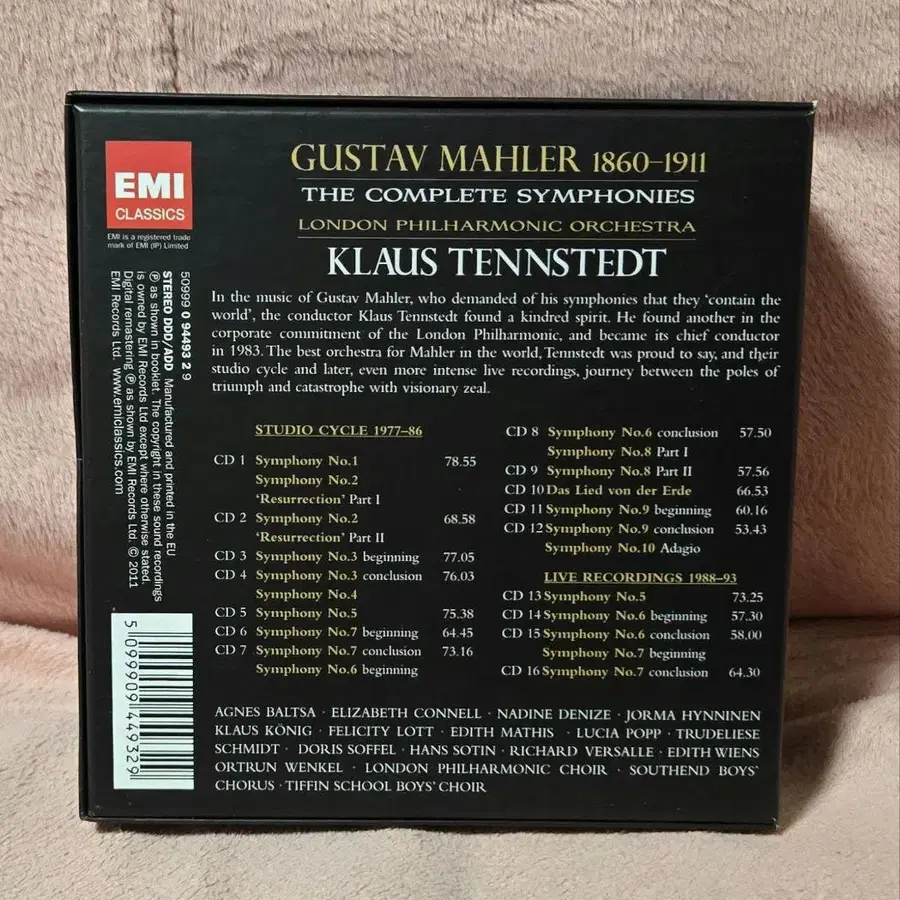 EMI
CLASSICS
EMI is a registered trade
mark of EMI (IP) Limited
GUSTAV MAHLER 1860–1911
THE COMPLETE SYMPHONIES
LONDON PHILHARMONIC ORCHESTRA
KLAUS TENNSTEDT
In the music of Gustav Mahler, who demanded of his symphonies that they ‘contain the
world’, the conductor Klaus Tennstedt found a kindred spirit. He found another in the
corporate commitment of the London Philharmonic, and became its chief conductor
in 1983. The best orchestra for Mahler in the world, Tennstedt was proud to say, and their
studio cycle and later, even more intense live recordings, journey between the poles of
triumph and catastrophe with visionary zeal.
50999 0 94493 2 9
STEREO DDD/ADD Manufactured and printed in the EU
℗ as shown in booklet. The copyright in these sound recordings
is owned by EMI Records Ltd except where otherwise stated.
Digital remastering ℗ as shown by EMI Records Ltd. © 2011
EMI Records Ltd. www.emiclassics.com
5 099909 449329
STUDIO CYCLE 1977–86
CD 1 Symphony No.1 78.55
Symphony No.2
‘Resurrection’ Part I
CD 2 Symphony No.2 68.58
‘Resurrection’ Part II
CD 3 Symphony No.3 beginning 77.05
CD 4 Symphony No.3 conclusion 76.03
Symphony No.4
CD 5 Symphony No.5 75.38
CD 6 Symphony No.7 beginning 64.45
CD 7 Symphony No.7 conclusion 73.16
Symphony No.6 beginning
CD 8 Symphony No.6 conclusion 57.50
Symphony No.8 Part I
CD 9 Symphony No.8 Part II 57.56
CD 10 Das Lied von der Erde 66.53
CD 11 Symphony No.9 beginning 60.16
CD 12 Symphony No.9 conclusion 53.43
Symphony No.10 Adagio
LIVE RECORDINGS 1988–93
CD 13 Symphony No.5 73.25
CD 14 Symphony No.6 beginning 57.30
CD 15 Symphony No.6 conclusion 58.00
Symphony No.7 beginning
CD 16 Symphony No.7 conclusion 64.30
AGNES BALTSA · ELIZABETH CONNELL · NADINE DENIZE · JORMA HYNNINEN
KLAUS KÖNIG · FELICITY LOTT · EDITH MATHIS · LUCIA POPP · TRUDELIESE
SCHMIDT · DORIS SOFFEL · HANS SOTIN · RICHARD VERSALLE · EDITH WIENS
ORTRUN WENKEL · LONDON PHILHARMONIC CHOIR · SOUTHEND BOYS’
CHORUS · TIFFIN SCHOOL BOYS’ CHOIR